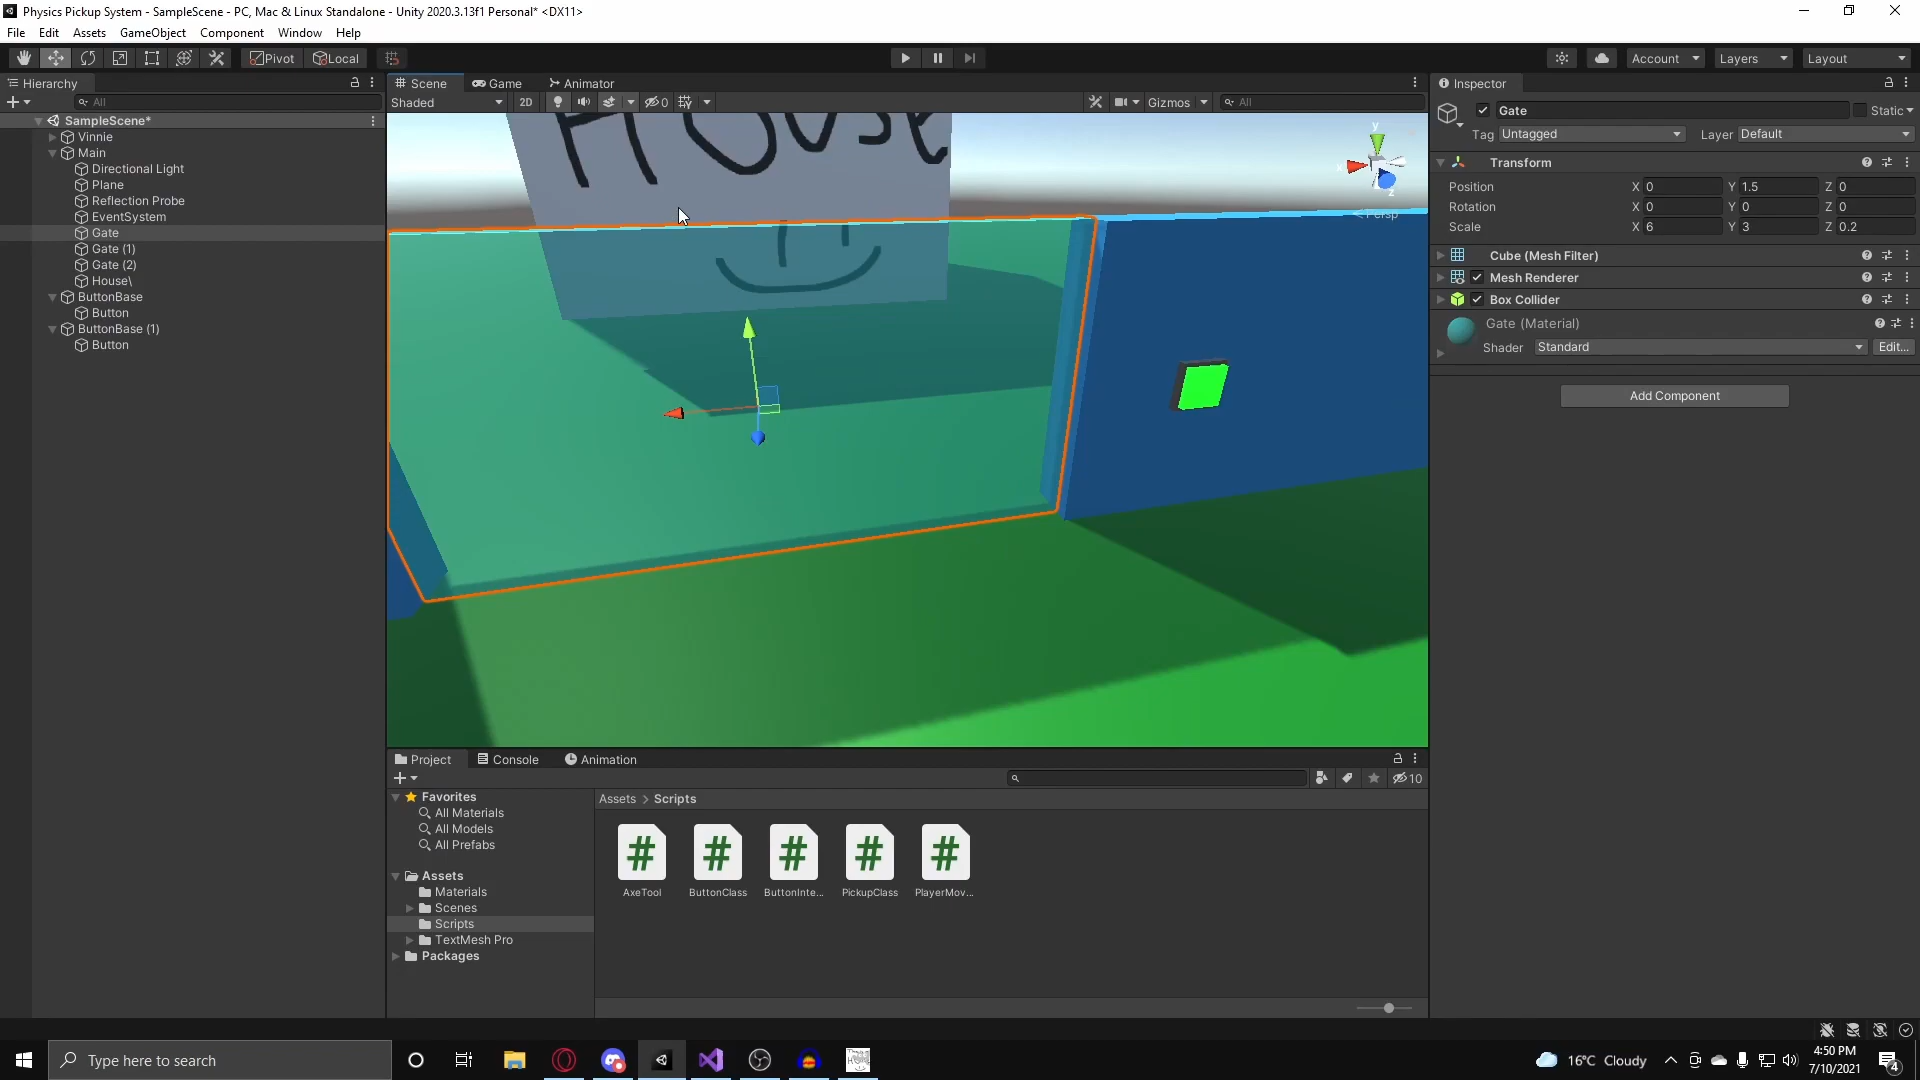 Physics Pickup System - SampleScene - PC, Mac & Linux Standalone - Unity 2020.3.13f1 Personal* <DX11>
File Edit Assets GameObject Component Window Help
Pivot Local Account Layers Layout
Hierarchy Scene Game Animator Inspector
All Shaded 2D 0 Gizmos All
SampleScene*
Vinnie
Main
Directional Light
Plane
Reflection Probe
EventSystem
Gate
Gate (1)
Gate (2)
House\
ButtonBase
Button
ButtonBase (1)
Button
HOUSE
y
x
z
Persp
Gate Static
Tag Untagged Layer Default
Transform
Position X 0 Y 1.5 Z 0
Rotation X 0 Y 0 Z 0
Scale X 6 Y 3 Z 0.2
Cube (Mesh Filter)
Mesh Renderer
Box Collider
Gate (Material)
Shader Standard Edit...
Add Component
Project Console Animation
10
Favorites
All Materials
All Models
All Prefabs
Assets
Materials
Scenes
Scripts
TextMesh Pro
Packages
Assets > Scripts
# # # # #
AxeTool ButtonClass ButtonInte... PickupClass PlayerMov...
Type here to search
16°C Cloudy
4:50 PM
7/10/2021
4